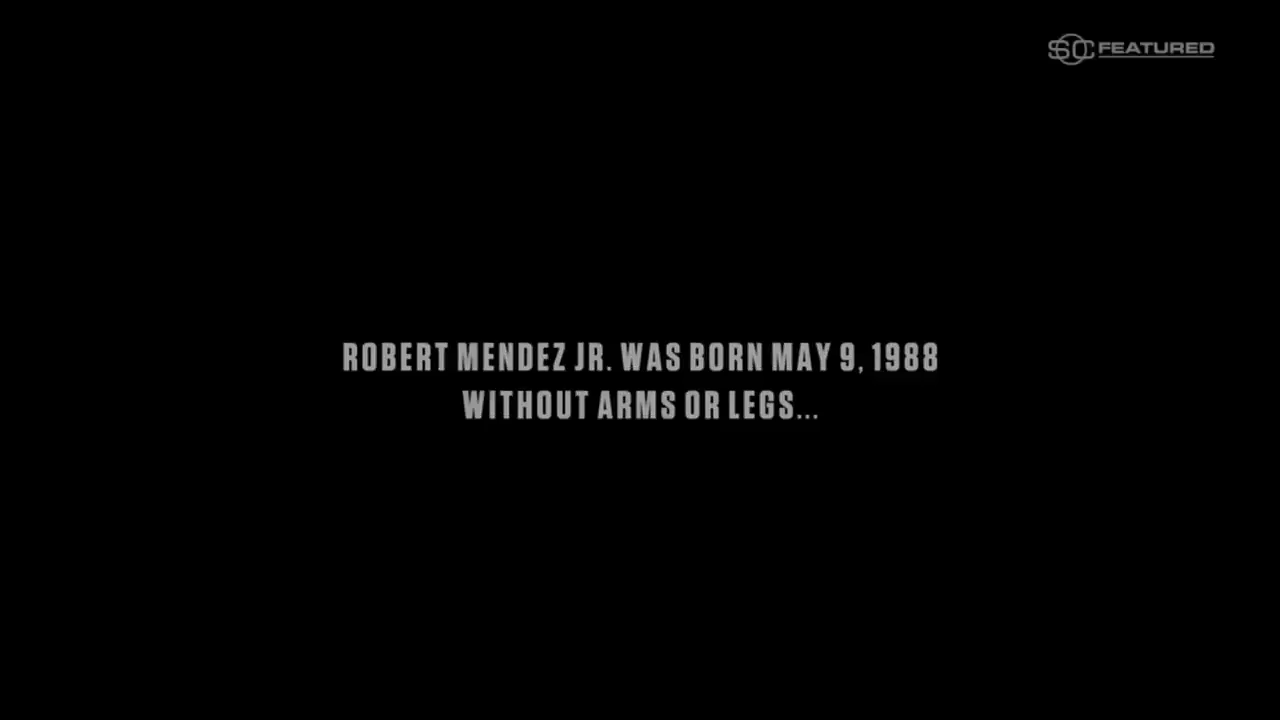 SC FEATURED
ROBERT MENDEZ JR. WAS BORN MAY 9, 1988
WITHOUT ARMS OR LEGS...